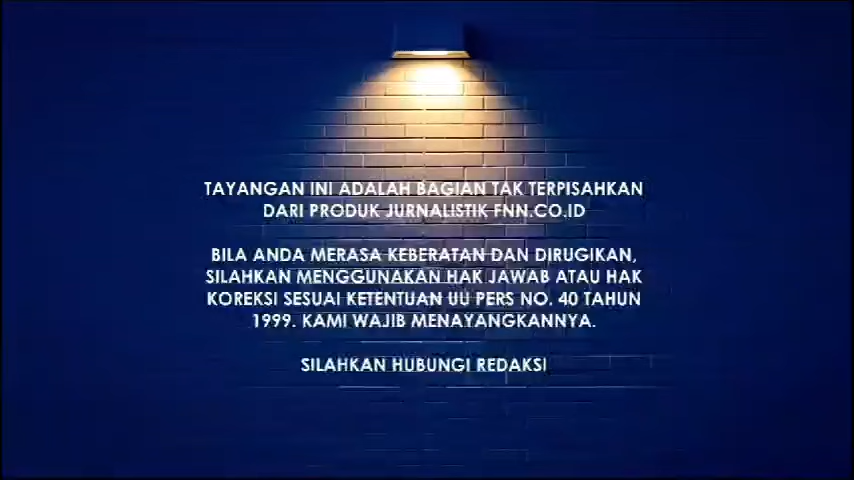 TAYANGAN INI ADALAH BAGIAN TAK TERPISAHKAN
DARI PRODUK JURNALISTIK FNN.CO.ID
BILA ANDA MERASA KEBERATAN DAN DIRUGIKAN,
SILAHKAN MENGGUNAKAN HAK JAWAB ATAU HAK
KOREKSI SESUAI KETENTUAN UU PERS NO. 40 TAHUN
1999. KAMI WAJIB MENAYANGKANNYA.
SILAHKAN HUBUNGI REDAKSI